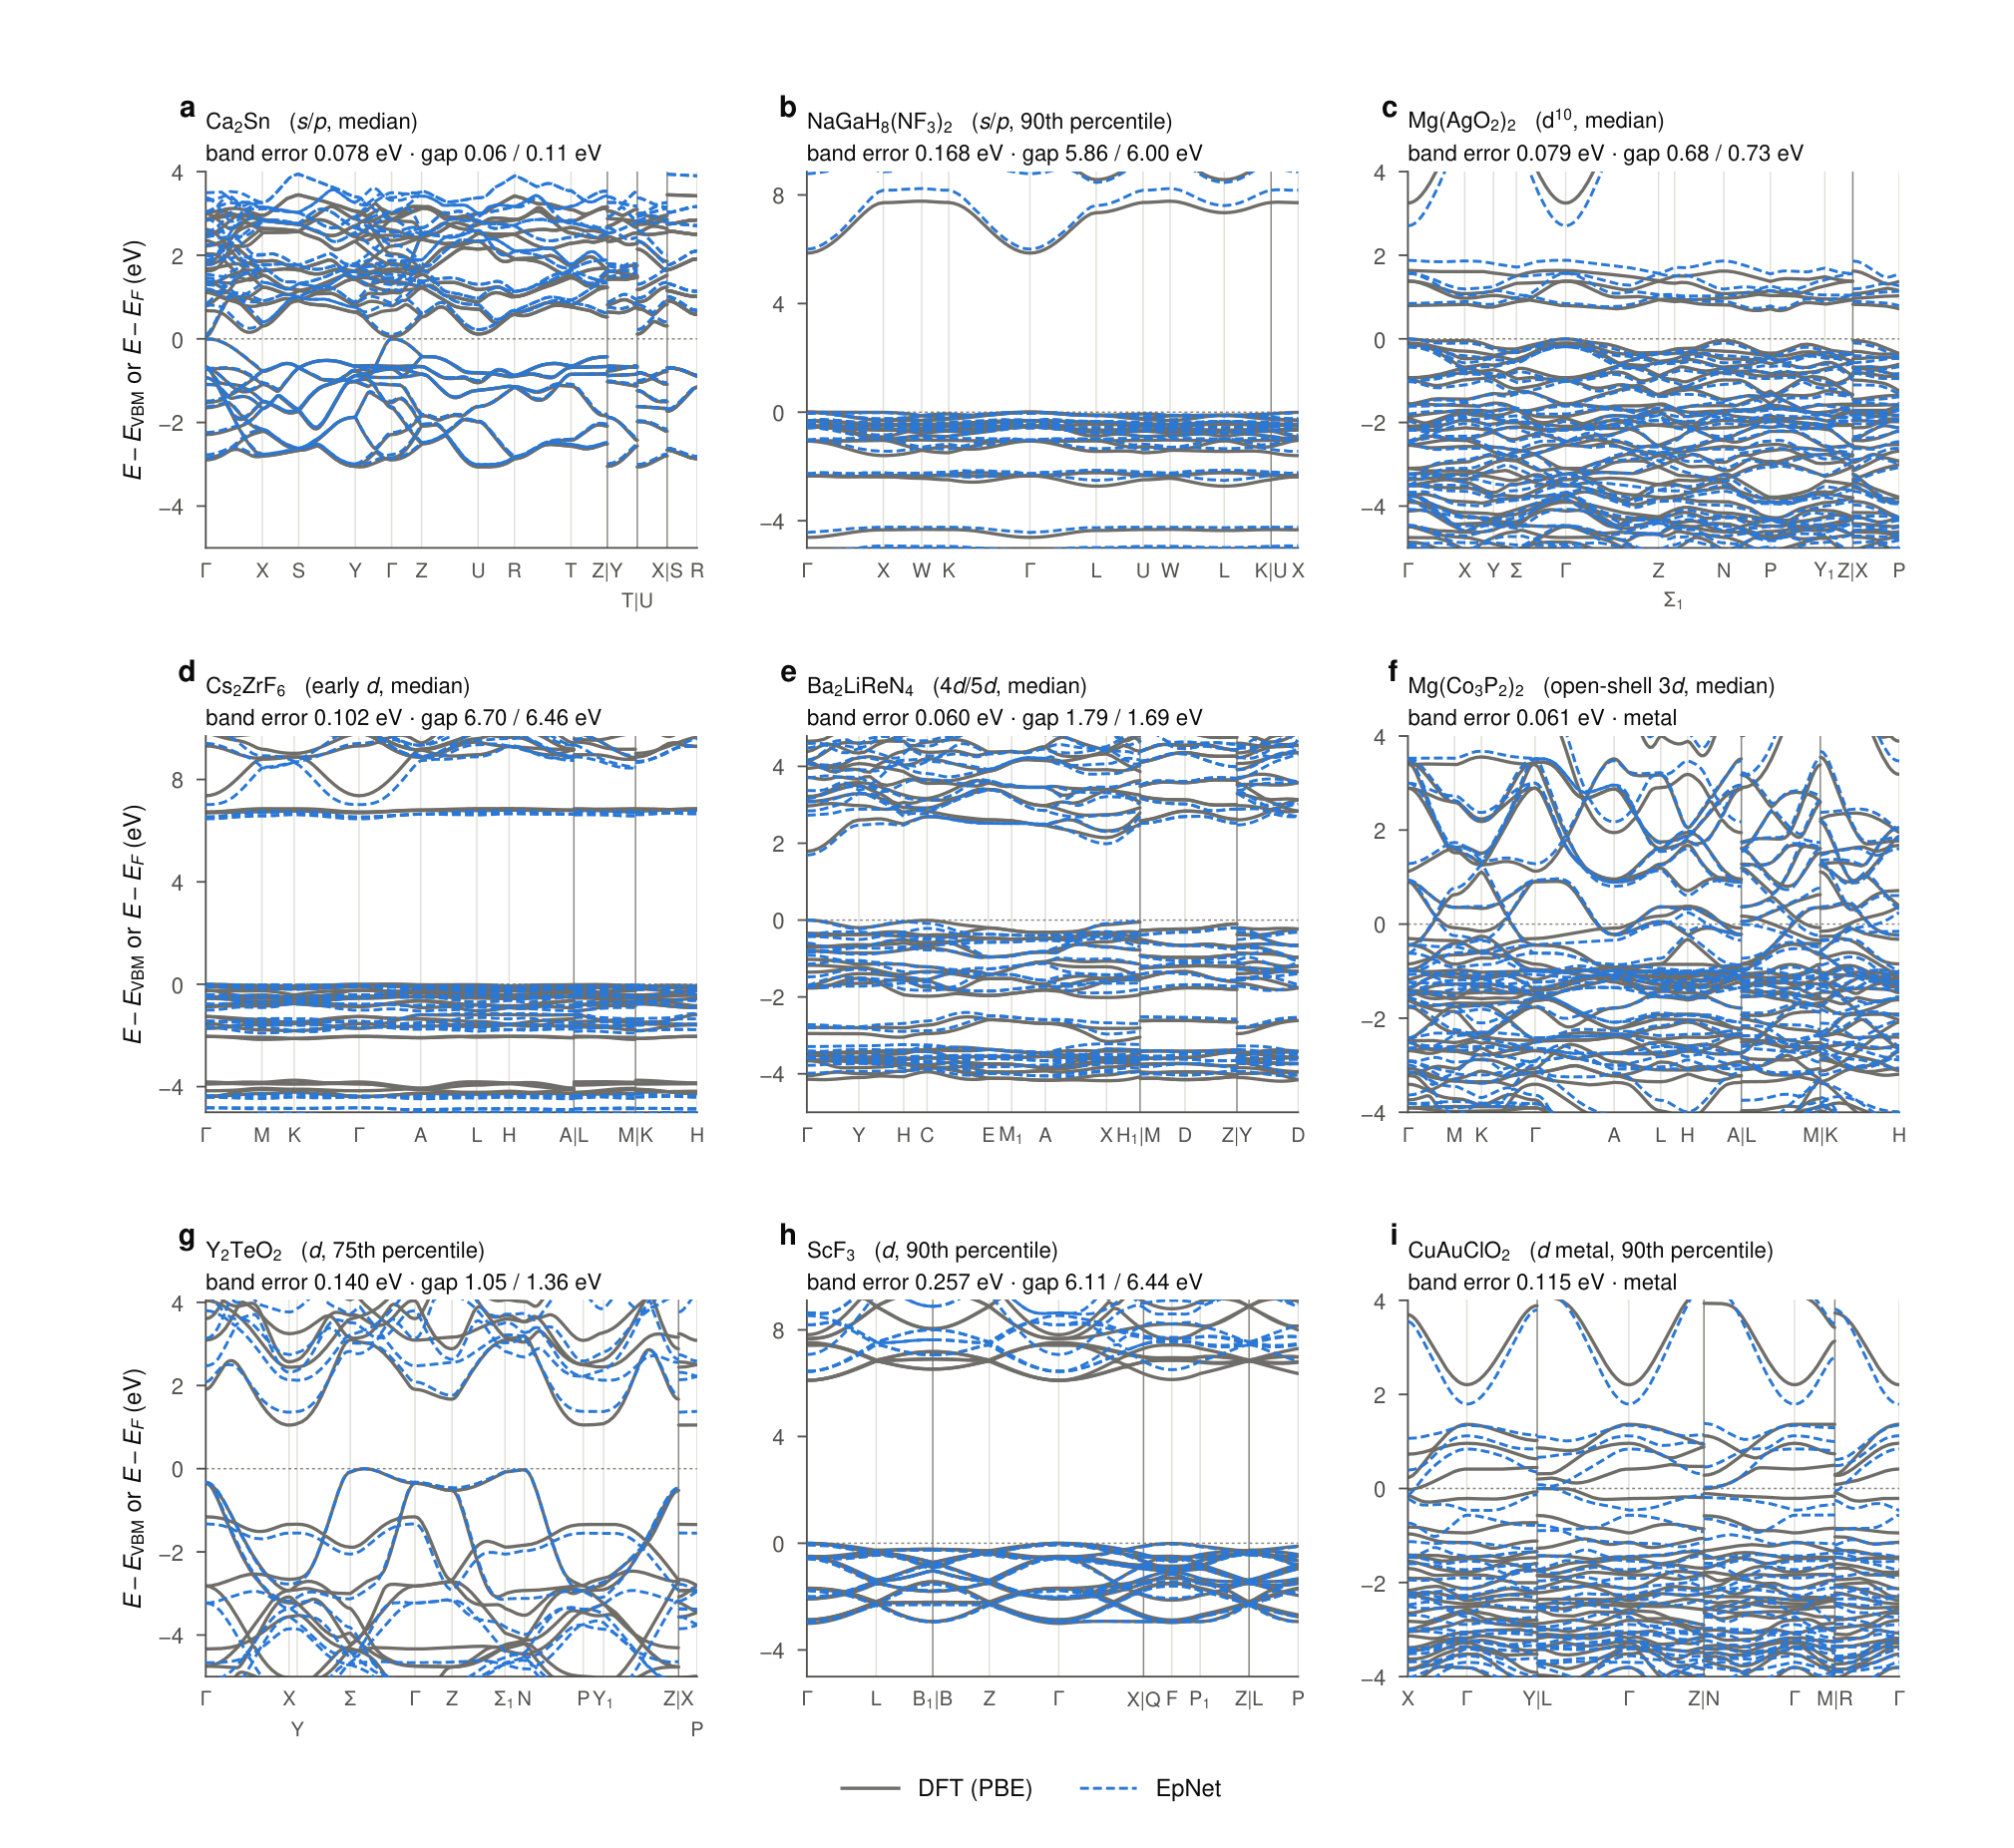 a
Ca₂Sn (s/p, median)
band error 0.078 eV · gap 0.06 / 0.11 eV
E − E_VBM or E − E_F (eV)
4
2
0
−2
−4
Γ X S Y Γ Z U R T Z|Y X|S R
T|U
b
NaGaH₈(NF₃)₂ (s/p, 90th percentile)
band error 0.168 eV · gap 5.86 / 6.00 eV
8
4
0
−4
Γ X W K Γ L U W L K|U X
c
Mg(AgO₂)₂ (d¹⁰, median)
band error 0.079 eV · gap 0.68 / 0.73 eV
4
2
0
−2
−4
Γ X Y Σ Γ Z N P Y₁ Z|X P
Σ₁
d
Cs₂ZrF₆ (early d, median)
band error 0.102 eV · gap 6.70 / 6.46 eV
E − E_VBM or E − E_F (eV)
8
4
0
−4
Γ M K Γ A L H A|L M|K H
e
Ba₂LiReN₄ (4d/5d, median)
band error 0.060 eV · gap 1.79 / 1.69 eV
4
2
0
−2
−4
Γ Y H C E M₁ A X H₁|M D Z|Y D
f
Mg(Co₃P₂)₂ (open-shell 3d, median)
band error 0.061 eV · metal
4
2
0
−2
−4
Γ M K Γ A L H A|L M|K H
g
Y₂TeO₂ (d, 75th percentile)
band error 0.140 eV · gap 1.05 / 1.36 eV
E − E_VBM or E − E_F (eV)
4
2
0
−2
−4
Γ X Σ Γ Z Σ₁ N P Y₁ Z|X
Y P
h
ScF₃ (d, 90th percentile)
band error 0.257 eV · gap 6.11 / 6.44 eV
8
4
0
−4
Γ L B₁|B Z Γ X|Q F P₁ Z|L P
i
CuAuClO₂ (d metal, 90th percentile)
band error 0.115 eV · metal
4
2
0
−2
−4
X Γ Y|L Γ Z|N Γ M|R Γ
DFT (PBE) EpNet